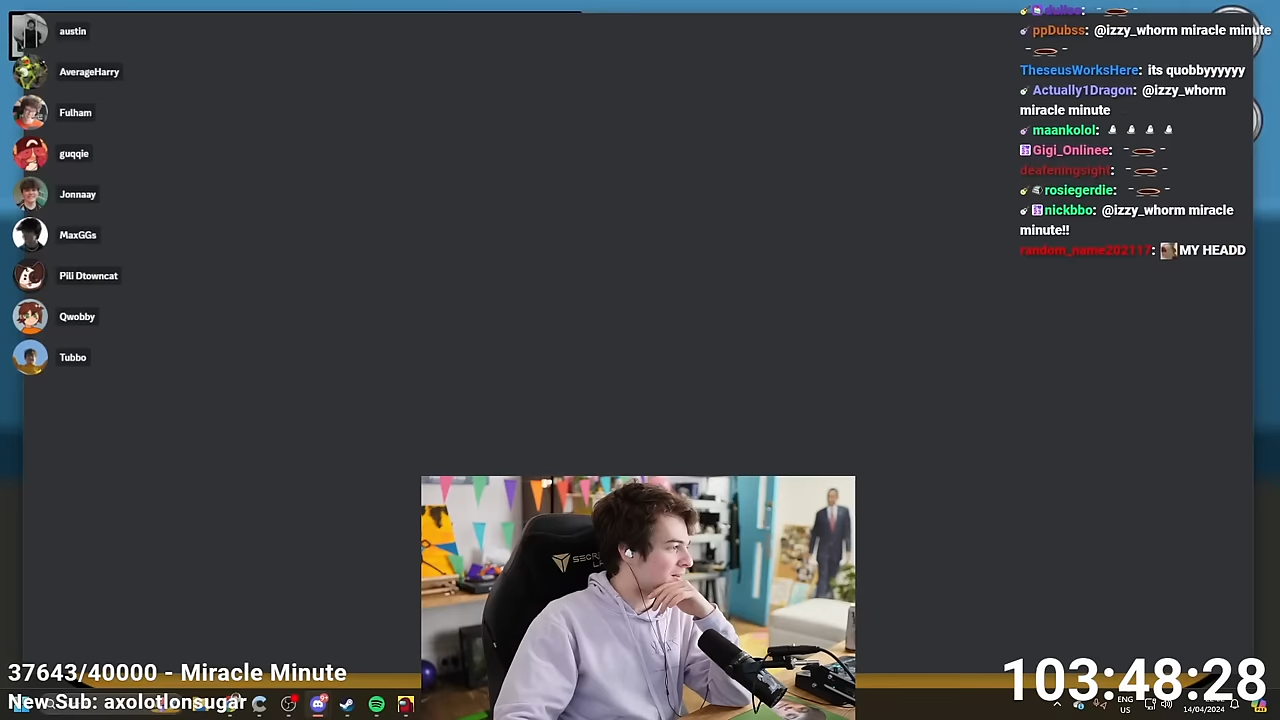 austin
AverageHarry
Fulham
guqqie
Jonnaay
MaxGGs
Pili Dtowncat
Qwobby
Tubbo
ppDubss: @izzy_whorm miracle minute
TheseusWorksHere: its quobbyyyyyy
Actually1Dragon: @izzy_whorm
miracle minute
maankolol:
Gigi_Onlinee:
deafeningsight:
rosiegerdie:
nickbbo: @izzy_whorm miracle
minute!!
random_name202117: MY HEADD
37643/40000 - Miracle Minute
New Sub: axolotlonsugar
103:48:28
ENG
US
14/04/2024